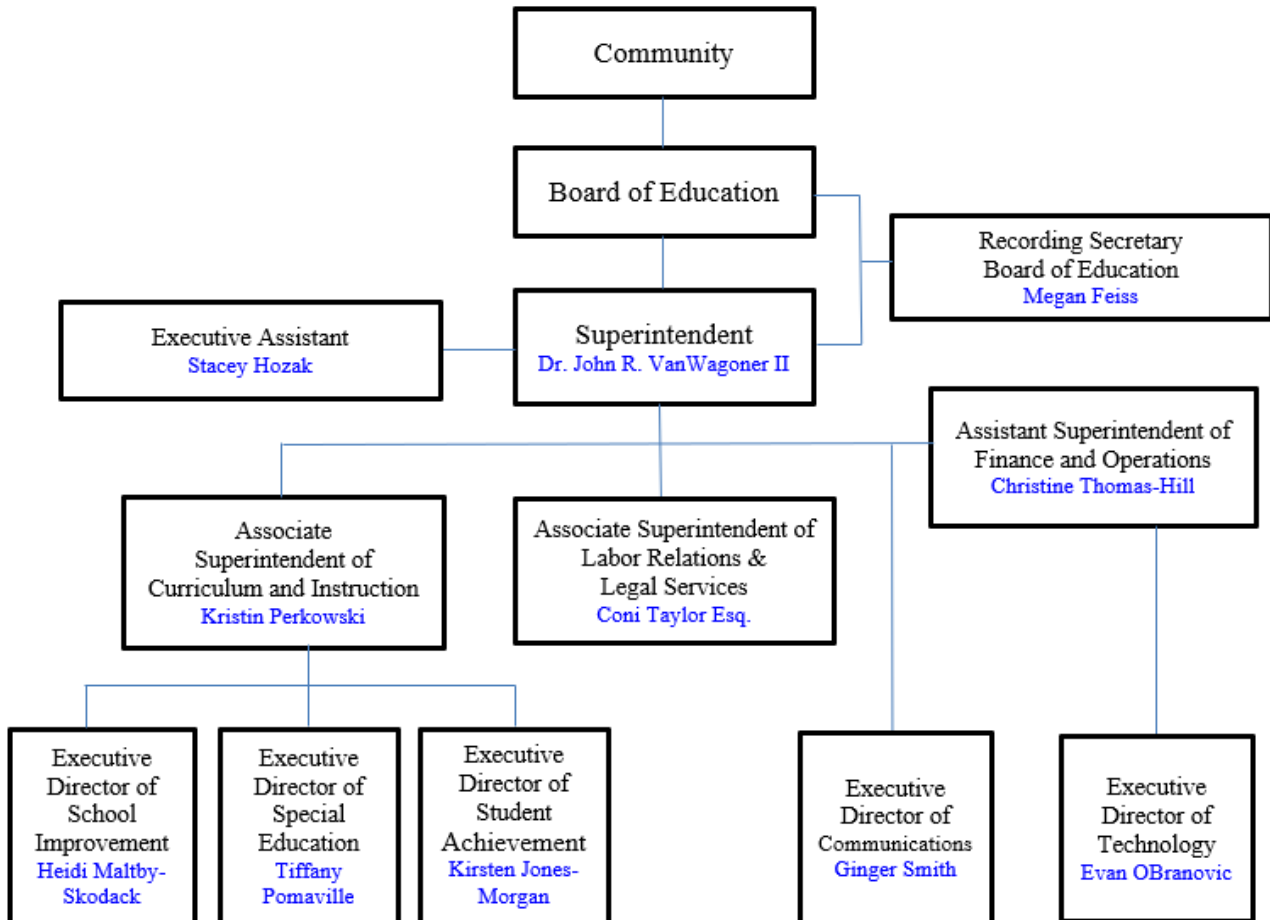 Community
Board of Education
Recording Secretary
Board of Education
Megan Feiss
Executive Assistant
Stacey Hozak
Superintendent
Dr. John R. VanWagoner II
Assistant Superintendent of
Finance and Operations
Christine Thomas-Hill
Associate
Superintendent of
Curriculum and Instruction
Kristin Perkowski
Associate Superintendent of
Labor Relations &
Legal Services
Coni Taylor Esq.
Executive
Director of
School
Improvement
Heidi Maltby-
Skodack
Executive
Director of
Special
Education
Tiffany
Pomaville
Executive
Director of
Student
Achievement
Kirsten Jones-
Morgan
Executive
Director of
Communications
Ginger Smith
Executive
Director of
Technology
Evan OBranovic